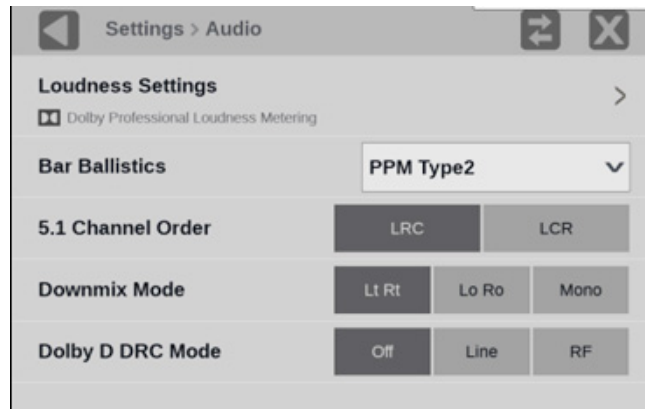 Settings > Audio
Loudness Settings >
Dolby Professional Loudness Metering
Bar Ballistics PPM Type2
5.1 Channel Order LRC LCR
Downmix Mode Lt Rt Lo Ro Mono
Dolby D DRC Mode Off Line RF